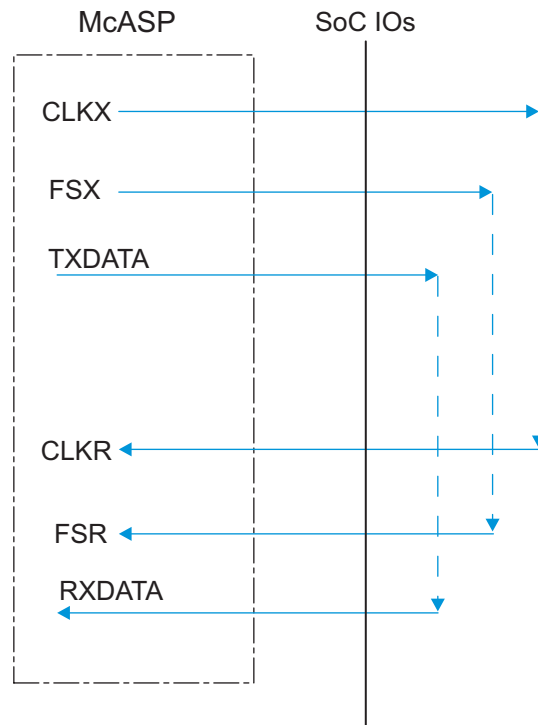 McASP
SoC IOs
CLKX
FSX
TXDATA
CLKR
FSR
RXDATA